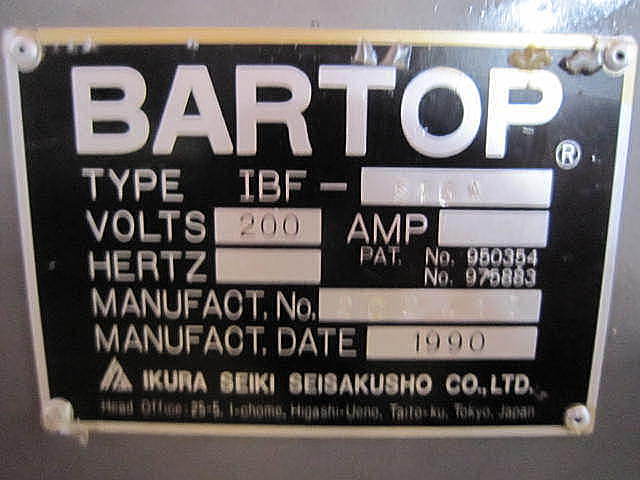 BARTOP®
TYPE IBF-
VOLTS 200 AMP
PAT. No. 950354
HERTZ No. 975883
MANUFACT. No.
MANUFACT. DATE 1990
IKURA SEIKI SEISAKUSHO CO., LTD.
Head Office: 25-5, 1-chome, Higashi-Ueno, Taito-ku, Tokyo, Japan